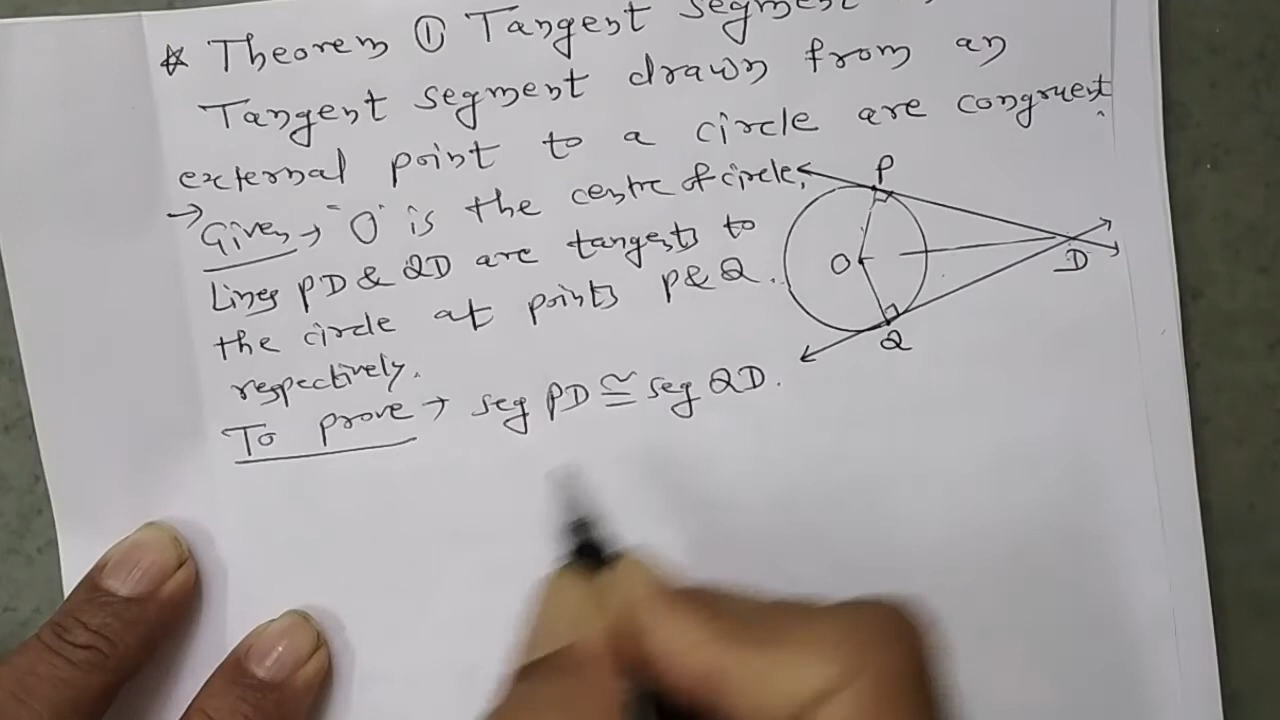 * Theorem ① Tangent segment
Tangent segment drawn from an
external point to a circle are congruent.
→ Given → "O" is the centre of circle,
Lines PD & QD are tangents to
the circle at points P & Q.
respectively.
To prove → seg PD ≅ seg QD.
P
O
D
Q